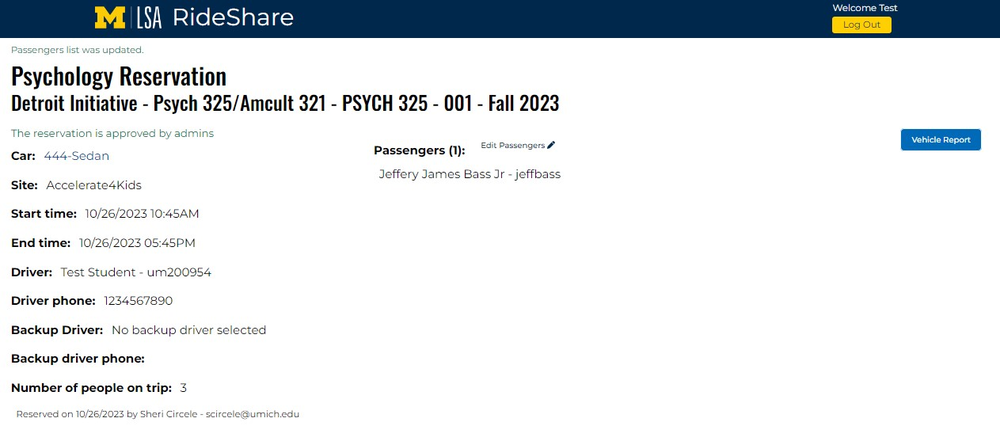 M LSA RideShare
Welcome Test
Log Out
Passengers list was updated.
Psychology Reservation
Detroit Initiative - Psych 325/Amcult 321 - PSYCH 325 - 001 - Fall 2023
The reservation is approved by admins
Vehicle Report
Car: 444-Sedan
Site: Accelerate4Kids
Start time: 10/26/2023 10:45AM
End time: 10/26/2023 05:45PM
Driver: Test Student - um200954
Driver phone: 1234567890
Backup Driver: No backup driver selected
Backup driver phone:
Number of people on trip: 3
Passengers (1): Edit Passengers
Jeffery James Bass Jr - jeffbass
Reserved on 10/26/2023 by Sheri Circele - scircele@umich.edu